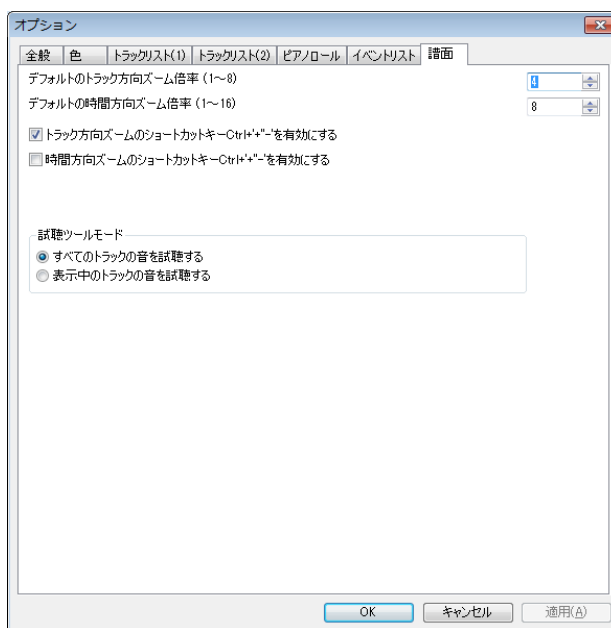 オプション
全般 色 トラックリスト(1) トラックリスト(2) ピアノロール イベントリスト 譜面
デフォルトのトラック方向ズーム倍率 (1～8) 4
デフォルトの時間方向ズーム倍率 (1～16) 8
トラック方向ズームのショートカットキーCtrl+'+''-'を有効にする
時間方向ズームのショートカットキーCtrl+'+''-'を有効にする
試聴ツールモード
すべてのトラックの音を試聴する
表示中のトラックの音を試聴する
OK キャンセル 適用(A)